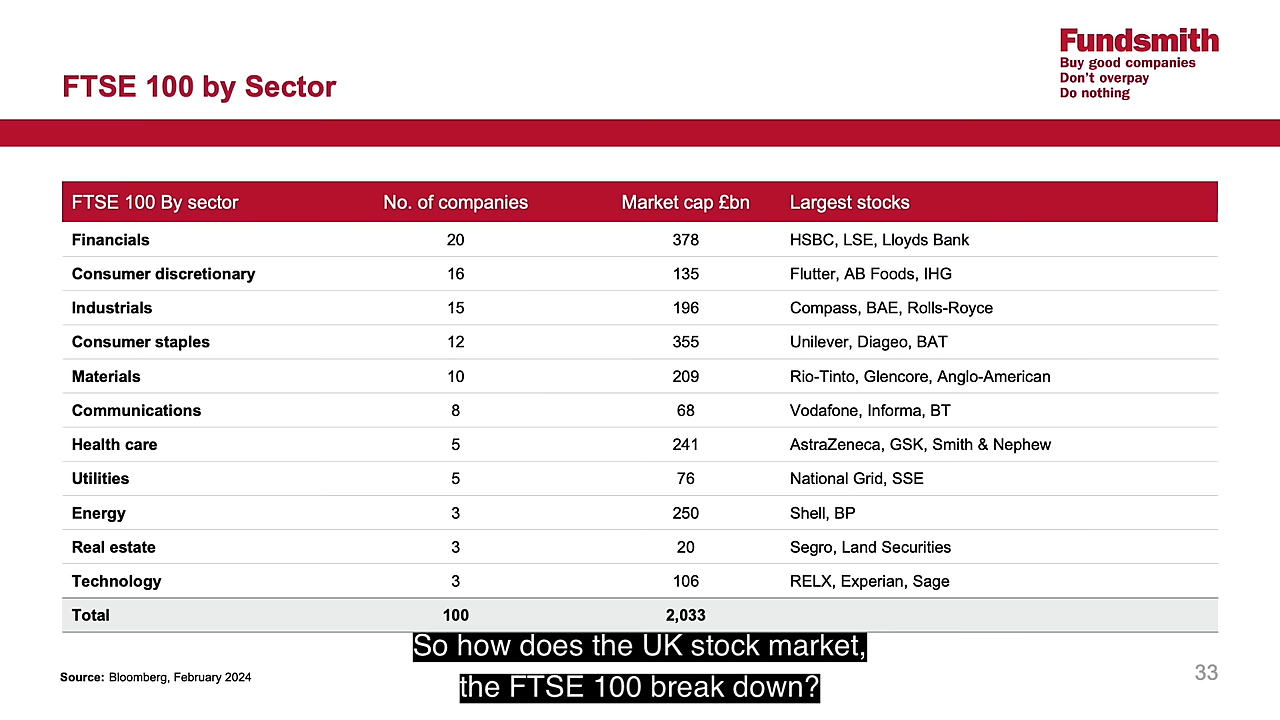 Fundsmith
Buy good companies
Don't overpay
Do nothing
FTSE 100 by Sector
FTSE 100 By sector No. of companies Market cap £bn Largest stocks
Financials 20 378 HSBC, LSE, Lloyds Bank
Consumer discretionary 16 135 Flutter, AB Foods, IHG
Industrials 15 196 Compass, BAE, Rolls-Royce
Consumer staples 12 355 Unilever, Diageo, BAT
Materials 10 209 Rio-Tinto, Glencore, Anglo-American
Communications 8 68 Vodafone, Informa, BT
Health care 5 241 AstraZeneca, GSK, Smith & Nephew
Utilities 5 76 National Grid, SSE
Energy 3 250 Shell, BP
Real estate 3 20 Segro, Land Securities
Technology 3 106 RELX, Experian, Sage
Total 100 2,033
So how does the UK stock market,
the FTSE 100 break down?
Source: Bloomberg, February 2024
33